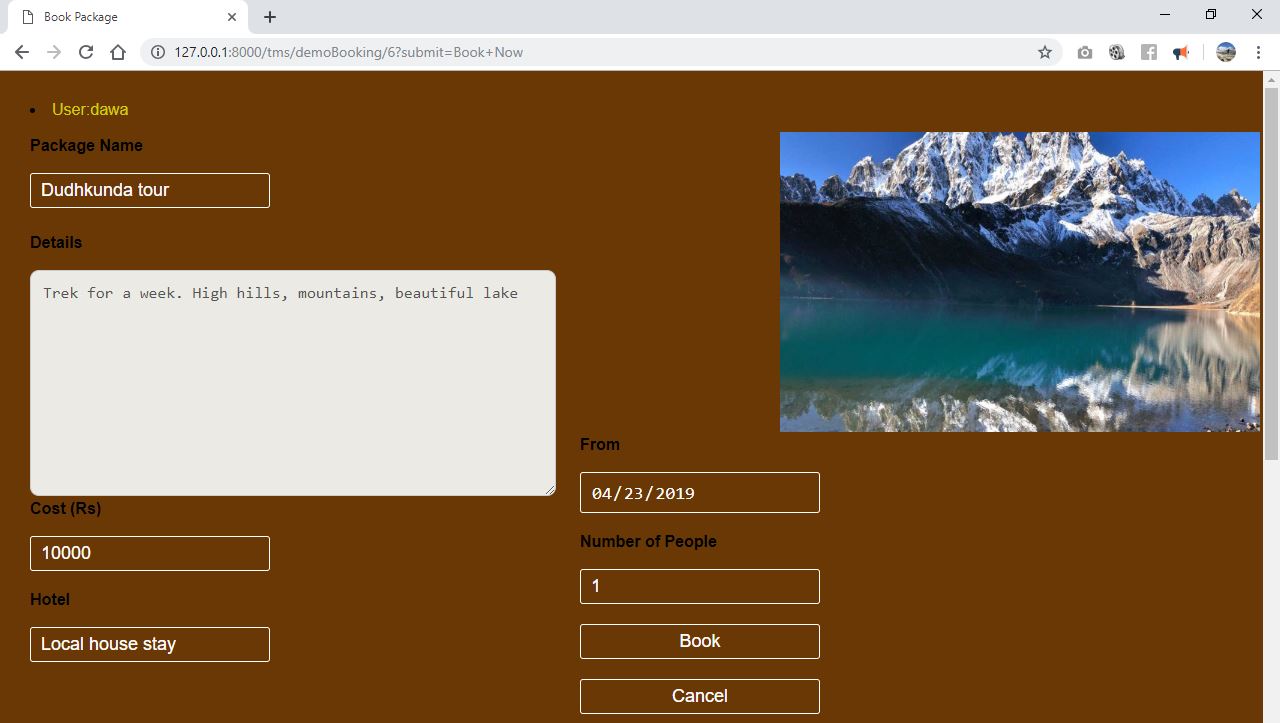 Book Package
127.0.0.1:8000/tms/demoBooking/6?submit=Book+Now
User:dawa
Package Name
Dudhkunda tour
Details
Trek for a week. High hills, mountains, beautiful lake
Cost (Rs)
10000
Hotel
Local house stay
From
04/23/2019
Number of People
1
Book
Cancel